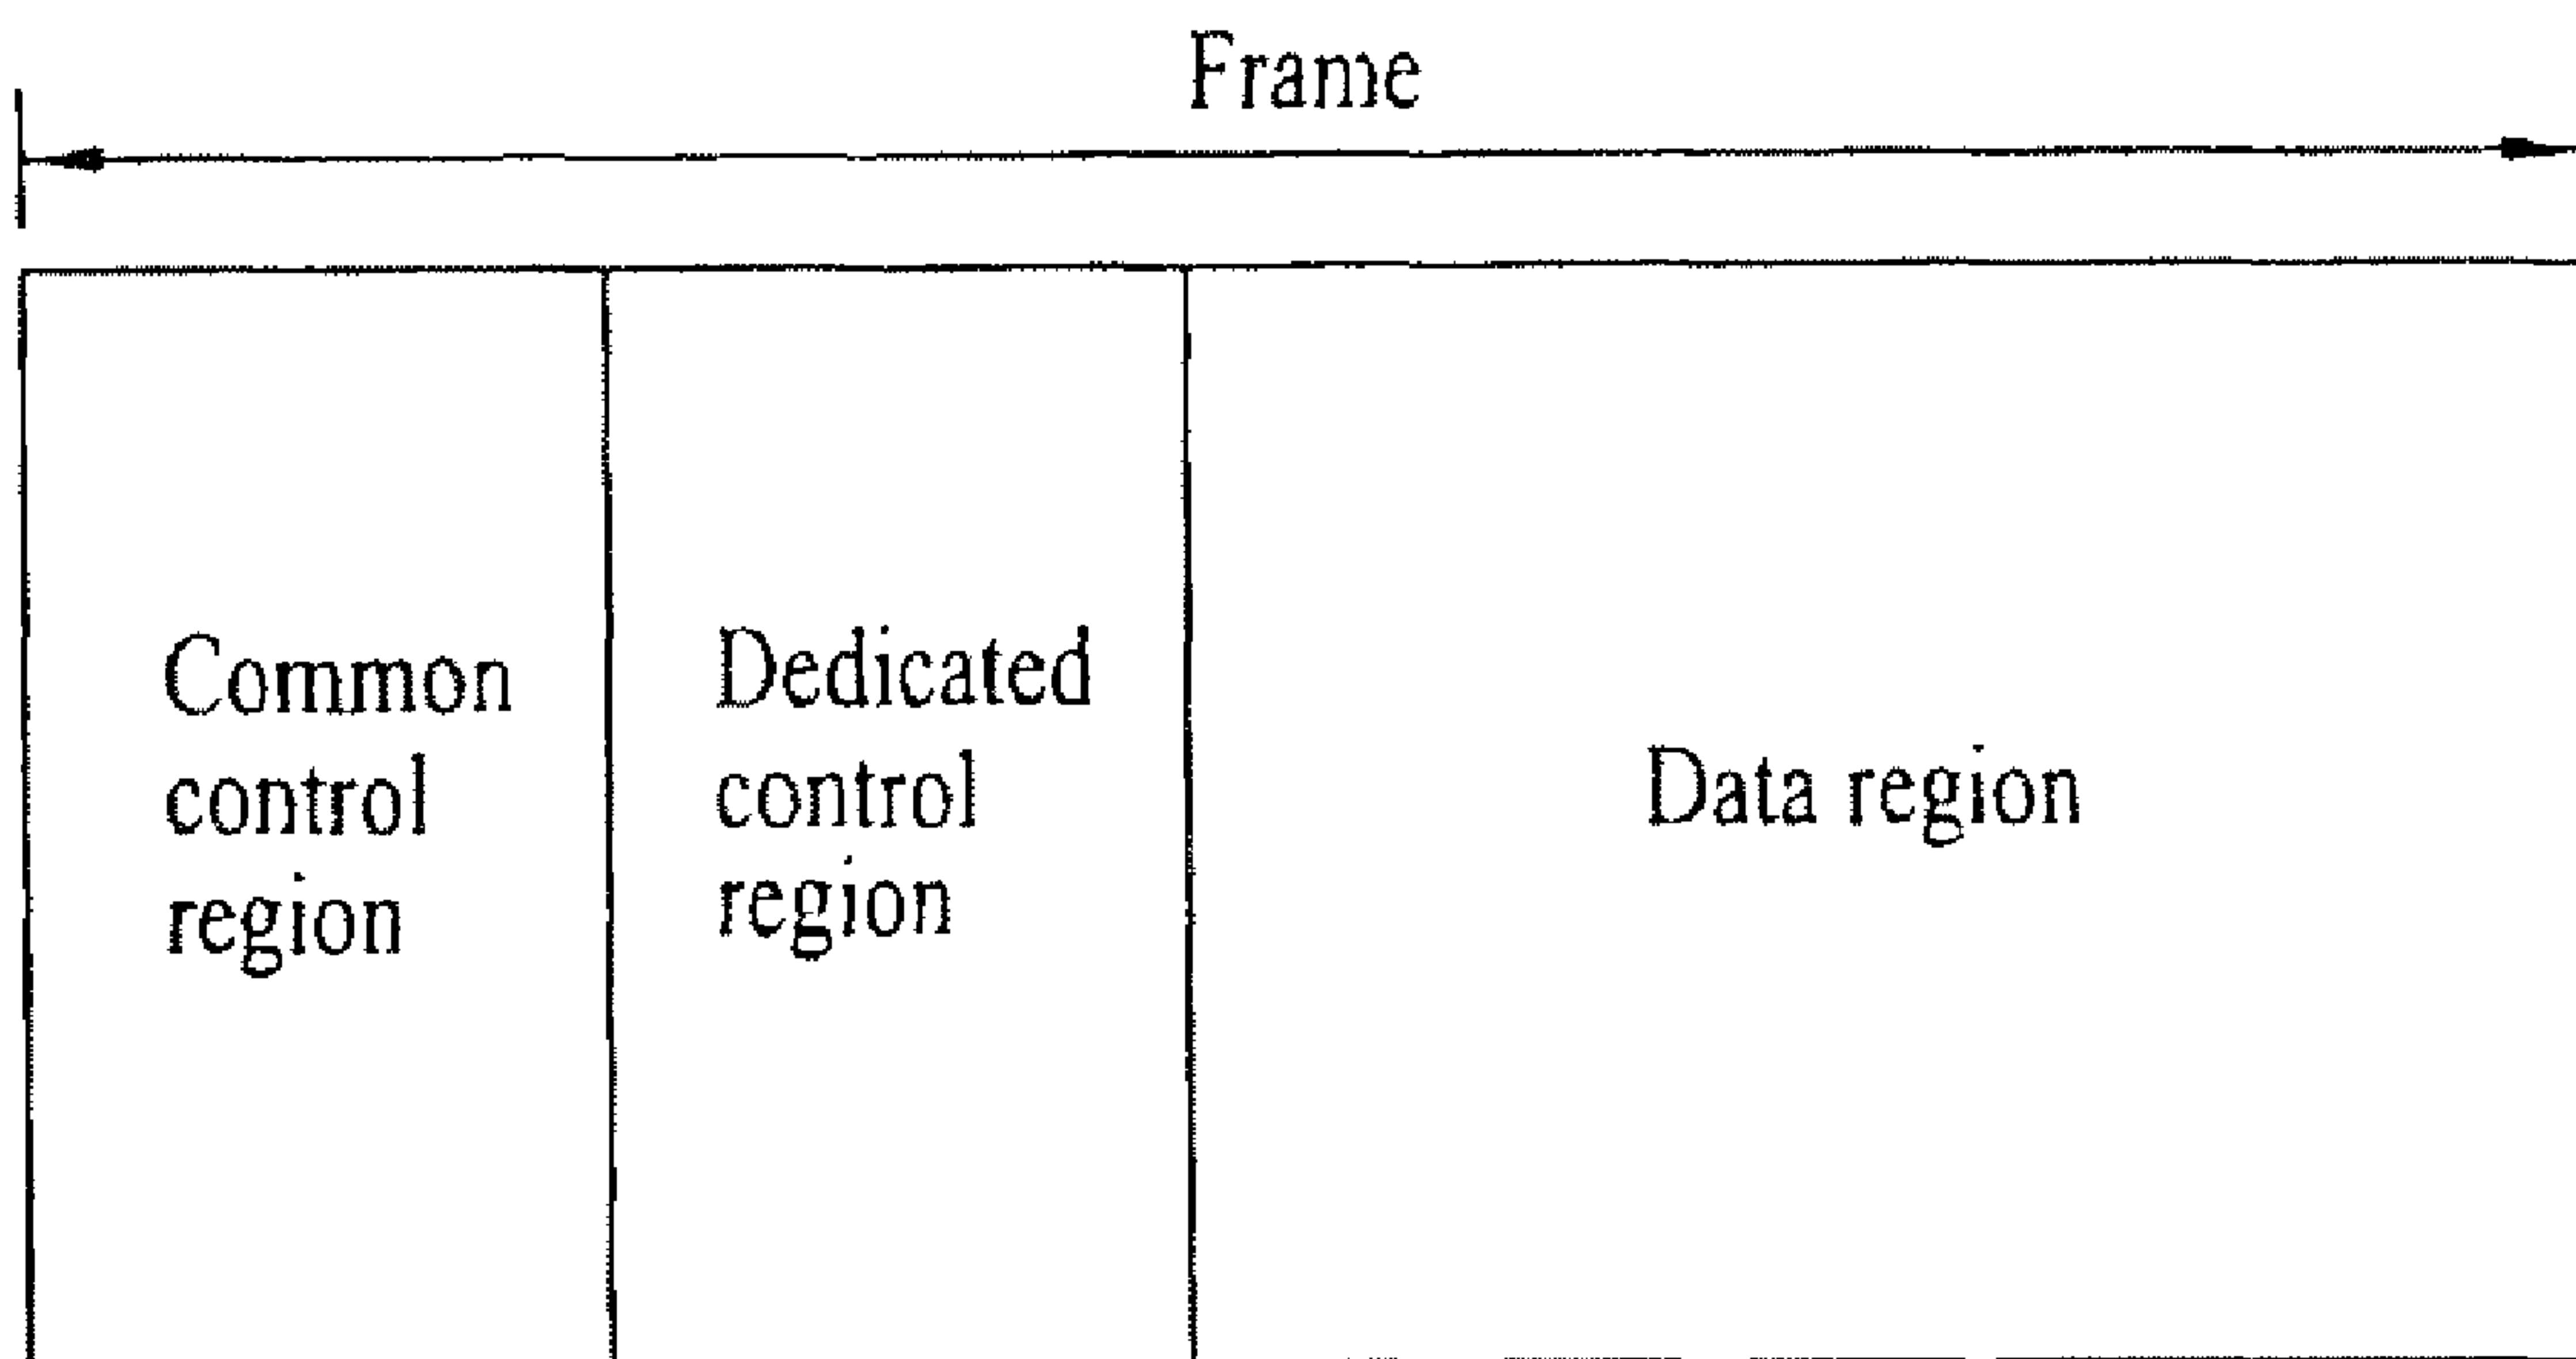 Frame
Common
control
region
Dedicated
control
region
Data region